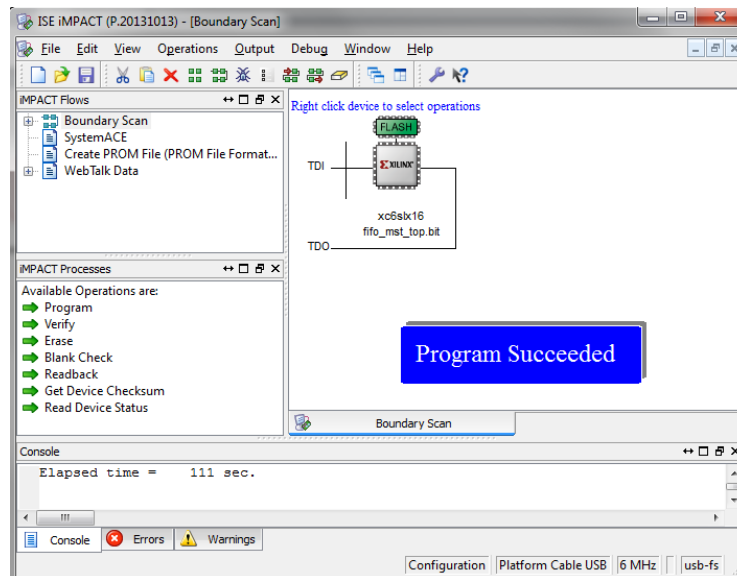 ISE iMPACT (P.20131013) - [Boundary Scan]
File Edit View Operations Output Debug Window Help
iMPACT Flows
Boundary Scan
SystemACE
Create PROM File (PROM File Format...
WebTalk Data
iMPACT Processes
Available Operations are:
Program
Verify
Erase
Blank Check
Readback
Get Device Checksum
Read Device Status
Right click device to select operations
FLASH
TDI
XILINX
xc6slx16
fifo_mst_top.bit
TDO
Program Succeeded
Boundary Scan
Console
Elapsed time = 111 sec.
Console Errors Warnings
Configuration Platform Cable USB 6 MHz usb-fs